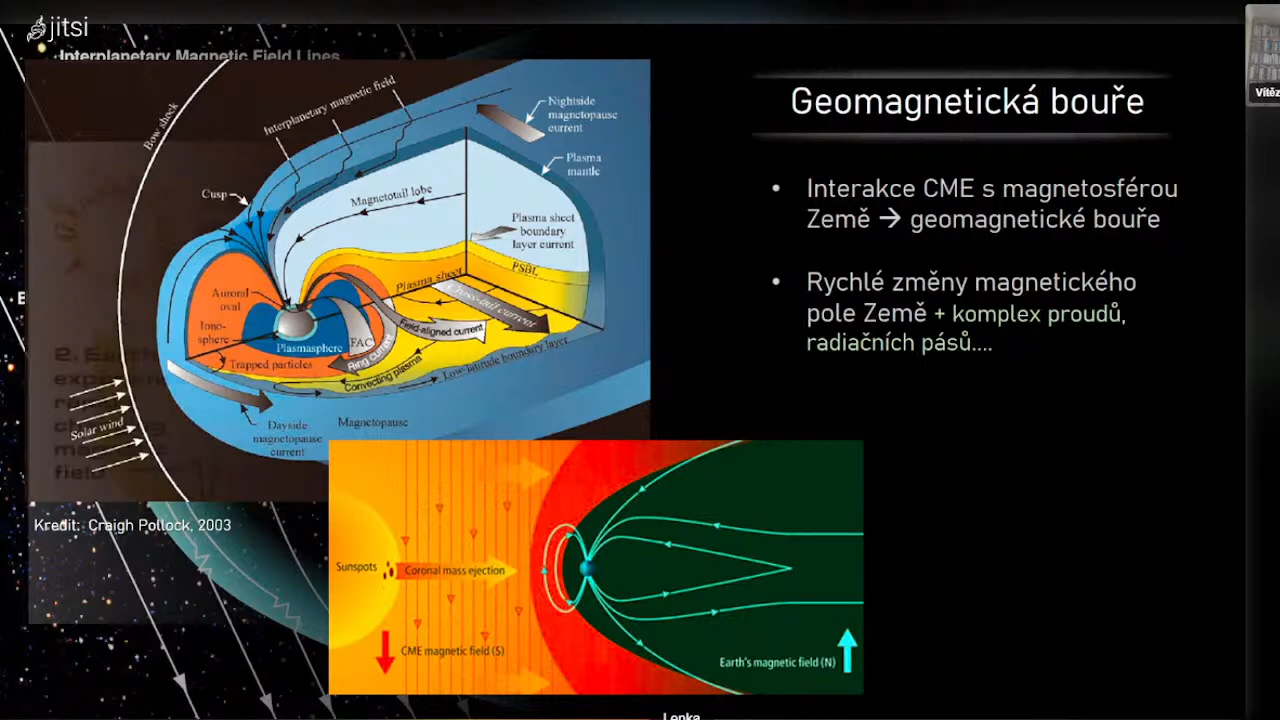 jitsi
Interplanetary Magnetic Field Lines
Bow shock
Interplanetary magnetic field
Nightside
magnetopause
current
Cusp
Plasma
mantle
Magnetotail lobe
Plasma sheet
boundary
layer current
PSBL
Plasma sheet
Auroral
oval
Cross-tail current
Iono-
sphere
Field-aligned current
Plasmasphere
FAC
Ring current
Trapped particles
Convecting plasma
Low-latitude boundary layer
Solar wind
Dayside
magnetopause
current
Magnetopause
field
Kredit: Craigh Pollock, 2003
Geomagnetická bouře
• Interakce CME s magnetosférou
Země → geomagnetické bouře
• Rychlé změny magnetického
pole Země + komplex proudů,
radiačních pásů....
Sunspots
Coronal mass ejection
CME magnetic field (S)
Earth's magnetic field (N)
Vítěz
Lenka